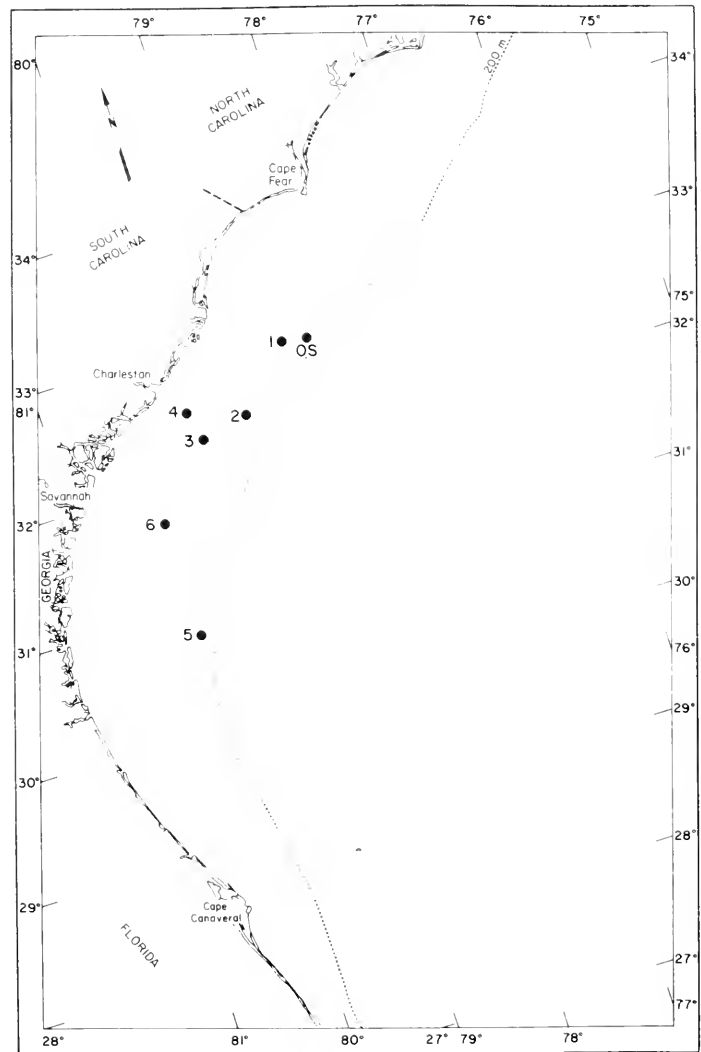 79° 78° 77° 76° 75°
80°
34°
200 m
NORTH
CAROLINA
Cape
Fear
33°
SOUTH
CAROLINA
34°
75°
32°
1
OS
Charleston
33°
81°
4
2
3
31°
Savannah
32°
6
GEORGIA
30°
5
31°
76°
29°
30°
28°
29°
Cape
Canaveral
FLORIDA
27°
77°
28° 81° 80° 27° 79° 78°
N